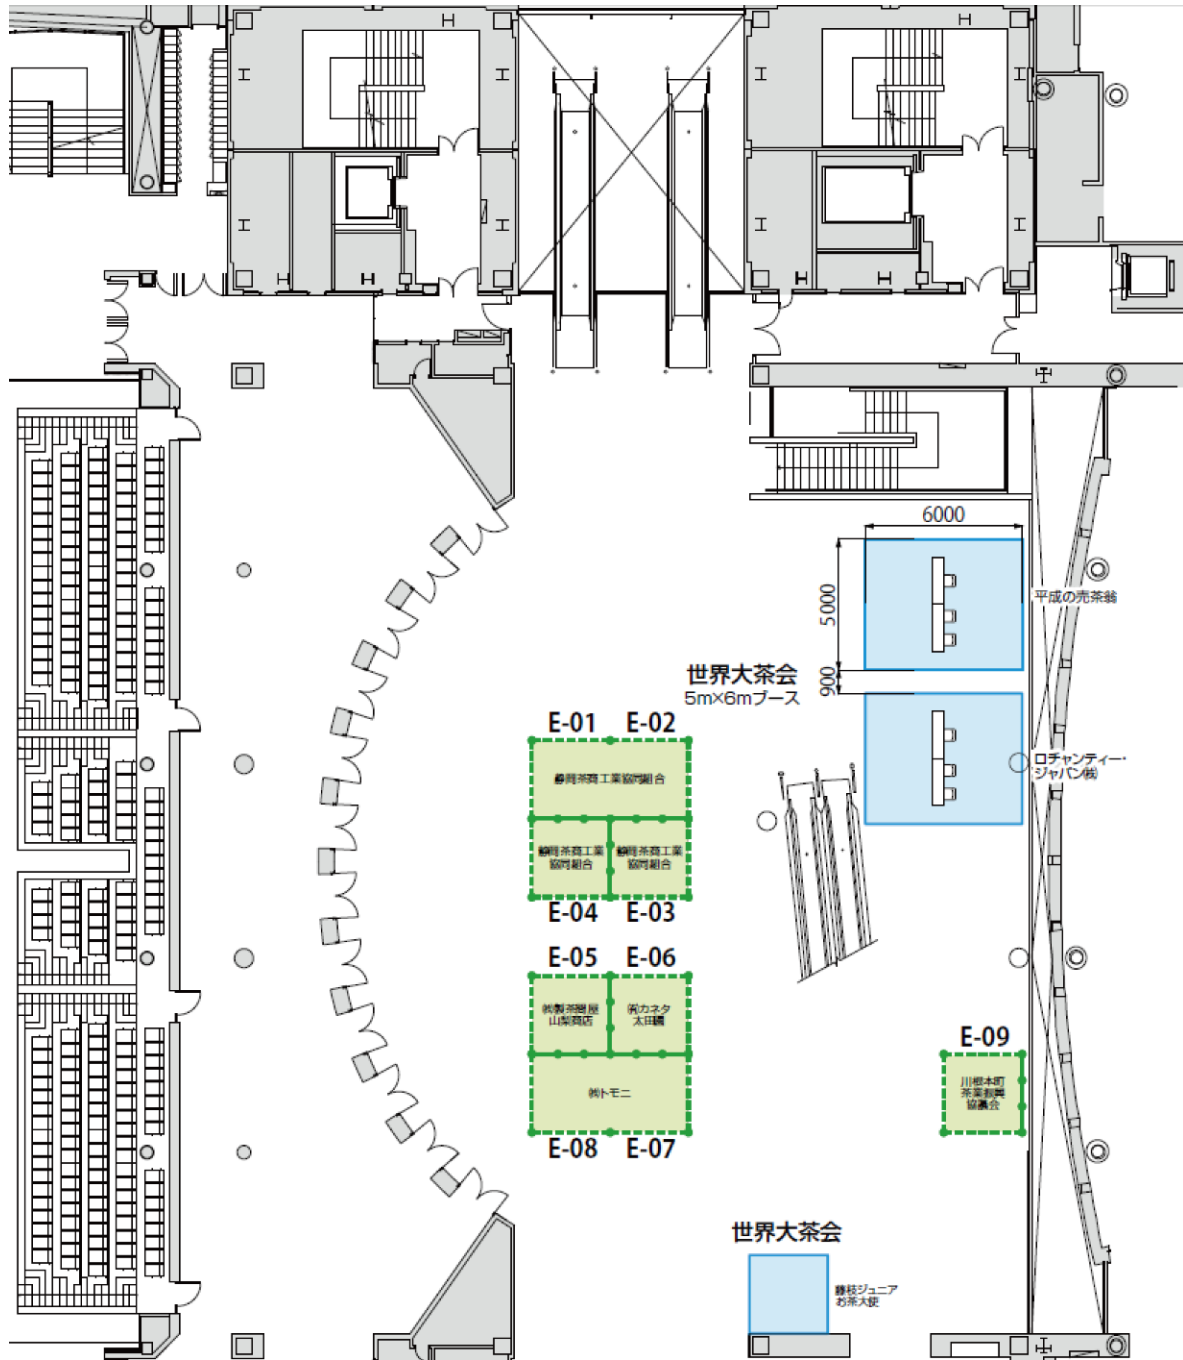 6000
5000
平成の売茶翁
世界大茶会
5m×6mブース
900
E-01
E-02
静岡茶商工業協同組合
ロチャンティー・
ジャパン㈱
静岡茶商工業
協同組合
静岡茶商工業
協同組合
E-04
E-03
E-05
E-06
㈱製茶問屋
山梨商店
㈲カネタ
太田園
㈱トモニ
E-08
E-07
E-09
川根本町
茶業振興
協議会
世界大茶会
藤枝ジュニア
お茶大使